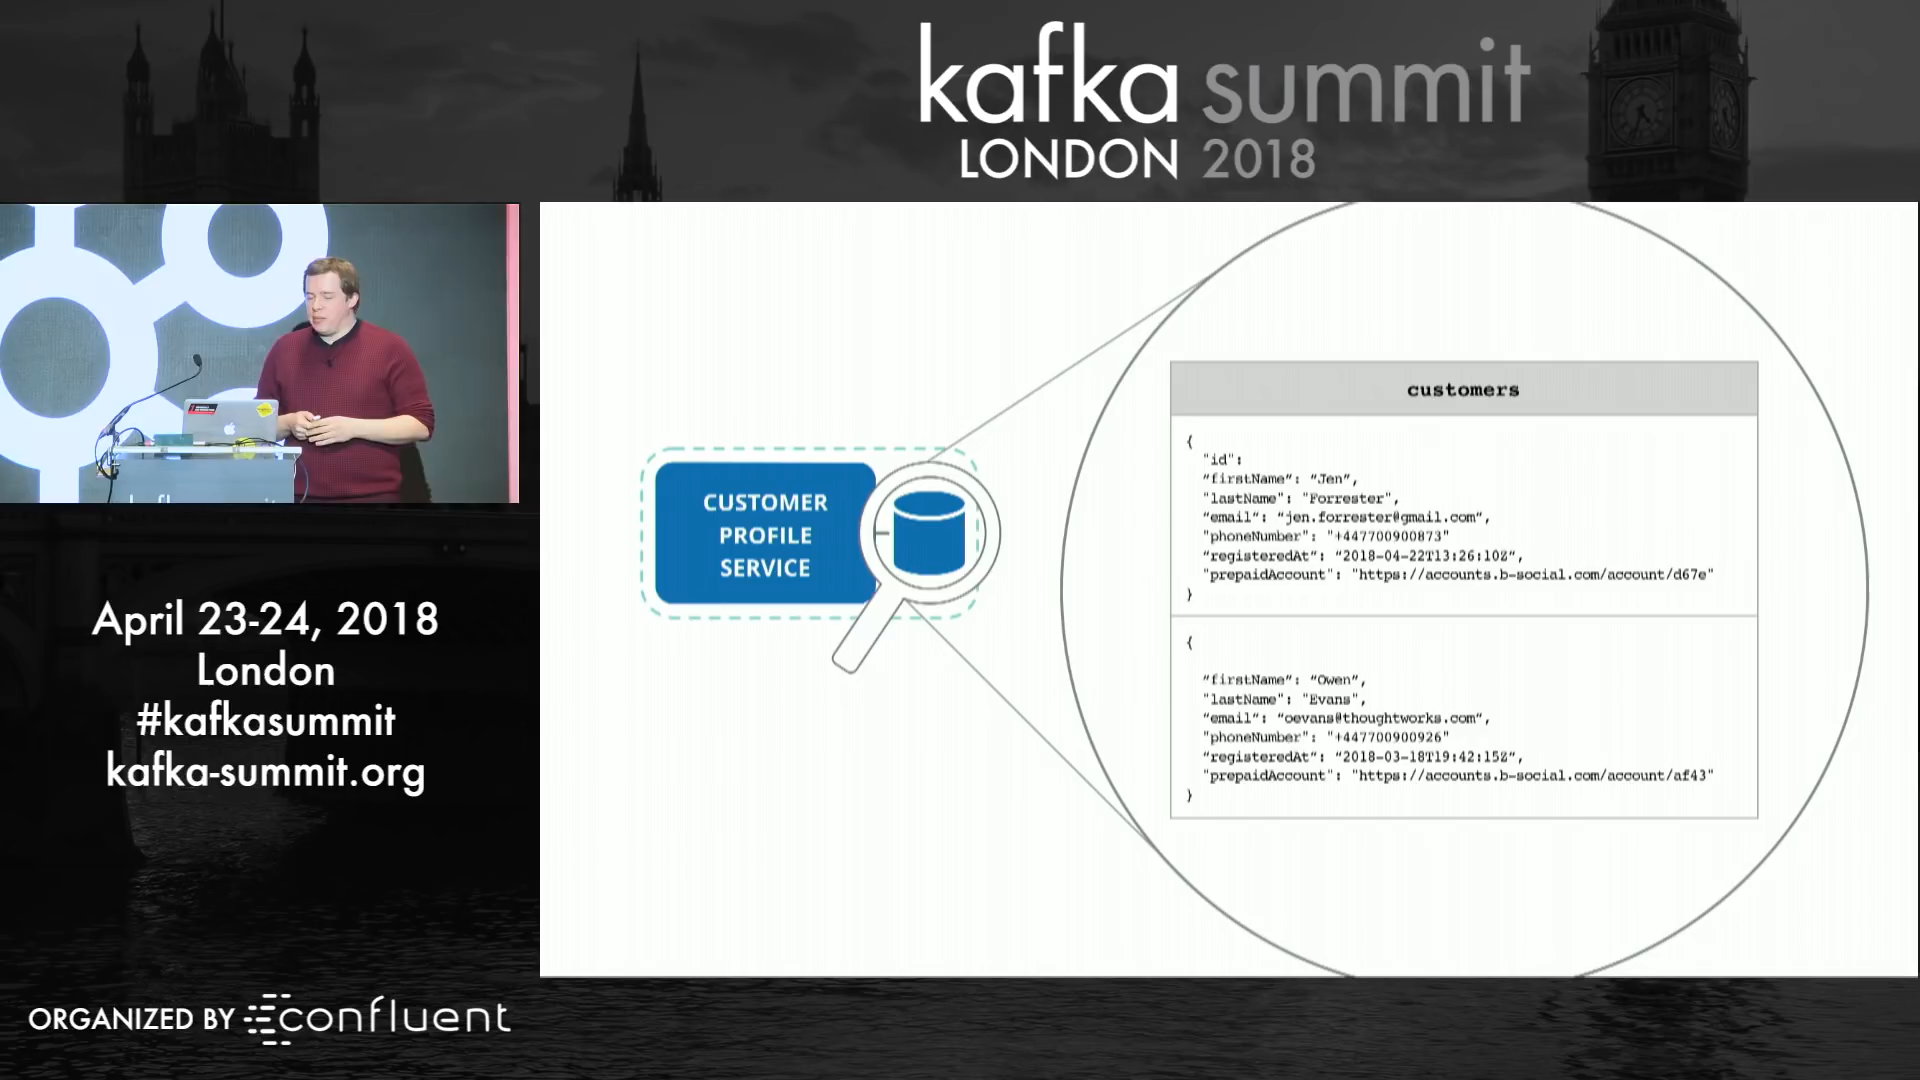 kafka summit
LONDON 2018
April 23-24, 2018
London
#kafkasummit
kafka-summit.org
ORGANIZED BY confluent
CUSTOMER
PROFILE
SERVICE
customers
{
"id":
"firstName": "Jen",
"lastName": "Forrester",
"email": "jen.forrester@gmail.com",
"phoneNumber": "+447700900873"
"registeredAt": "2018-04-22T13:26:10Z",
"prepaidAccount": "https://accounts.b-social.com/account/d67e"
}
{
"firstName": "Owen",
"lastName": "Evans",
"email": "oevans@thoughtworks.com",
"phoneNumber": "+447700900926"
"registeredAt": "2018-03-18T19:42:15Z",
"prepaidAccount": "https://accounts.b-social.com/account/af43"
}